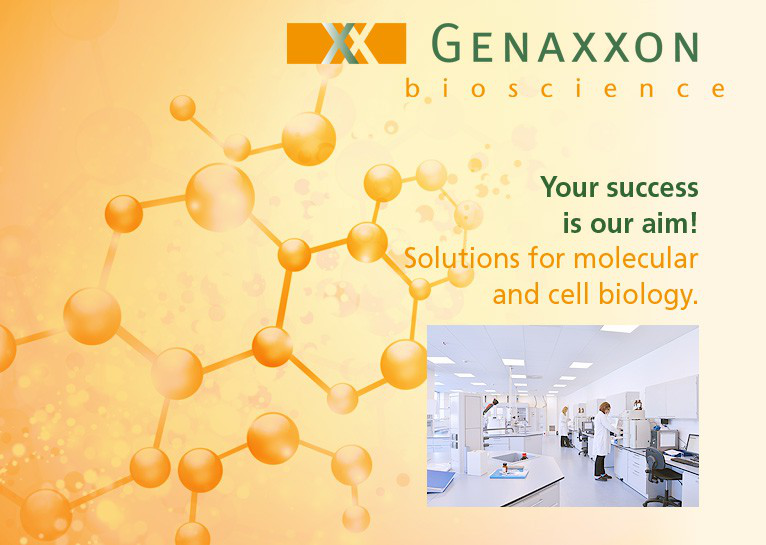 GENAXXON
bioscience
Your success
is our aim!
Solutions for molecular
and cell biology.